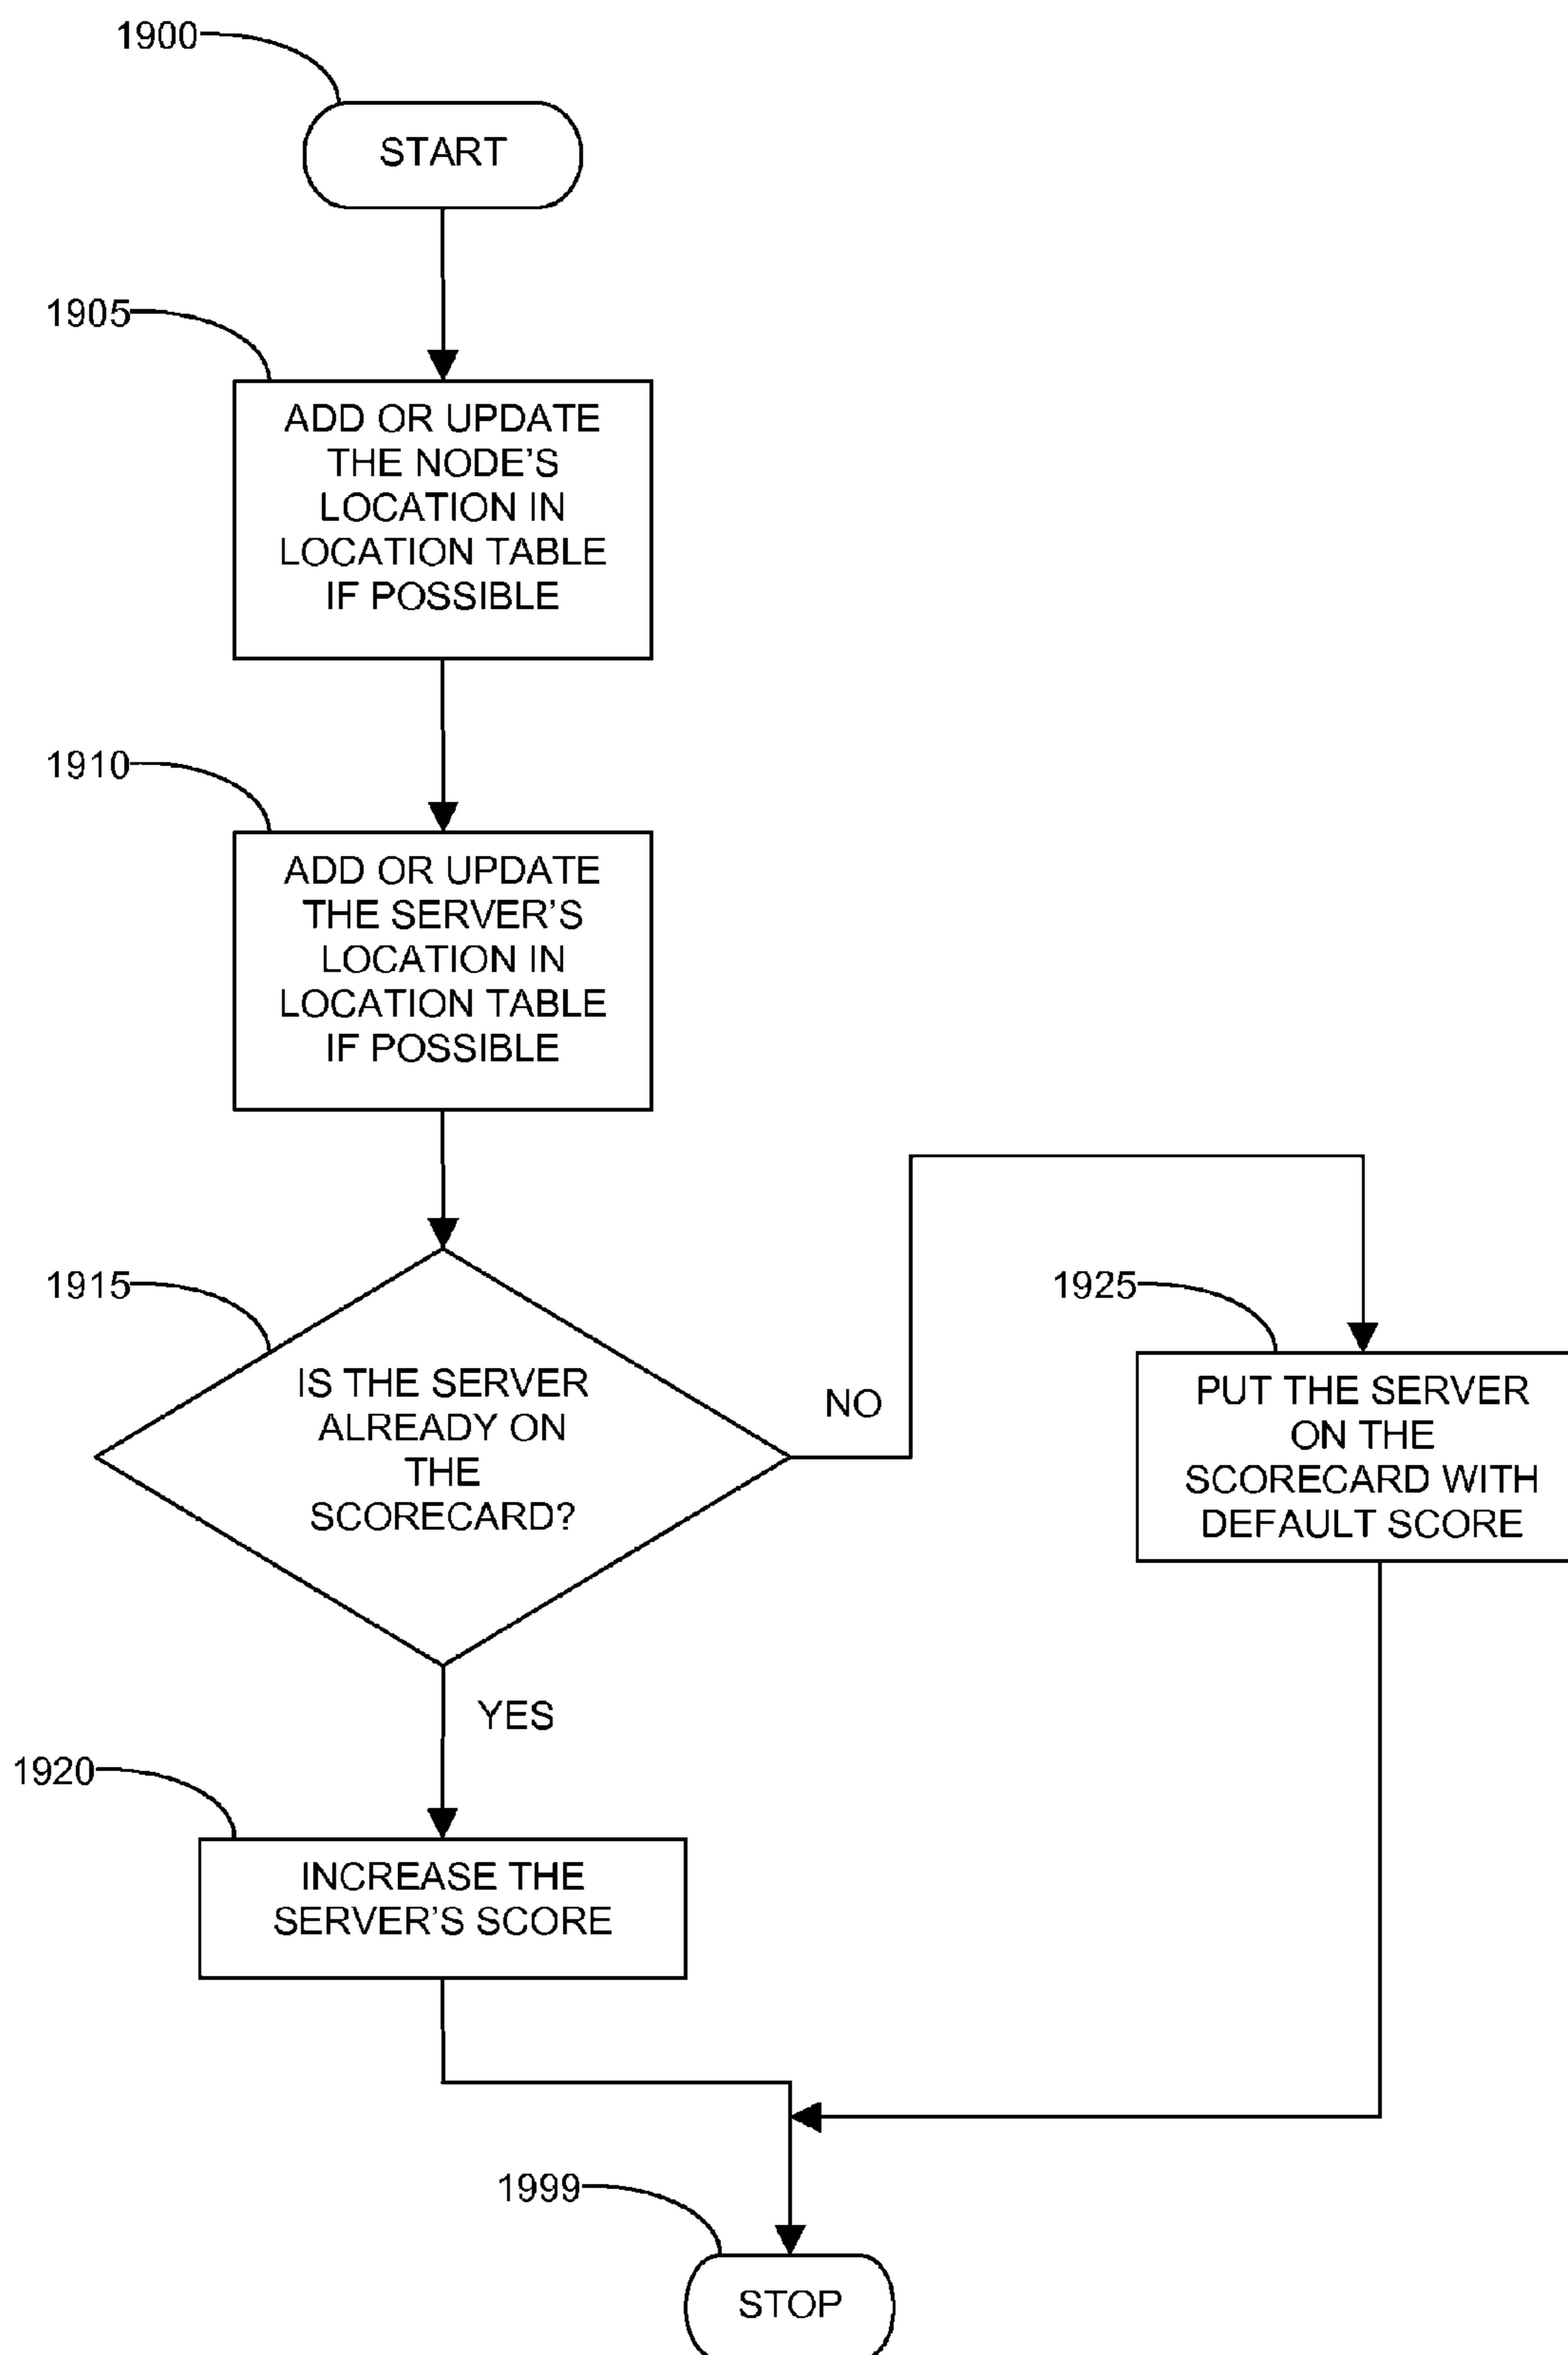 1900
START
1905
ADD OR UPDATE
THE NODE'S
LOCATION IN
LOCATION TABLE
IF POSSIBLE
1910
ADD OR UPDATE
THE SERVER'S
LOCATION IN
LOCATION TABLE
IF POSSIBLE
1915
IS THE SERVER
ALREADY ON
THE
SCORECARD?
NO
1925
PUT THE SERVER
ON THE
SCORECARD WITH
DEFAULT SCORE
YES
1920
INCREASE THE
SERVER'S SCORE
1999
STOP